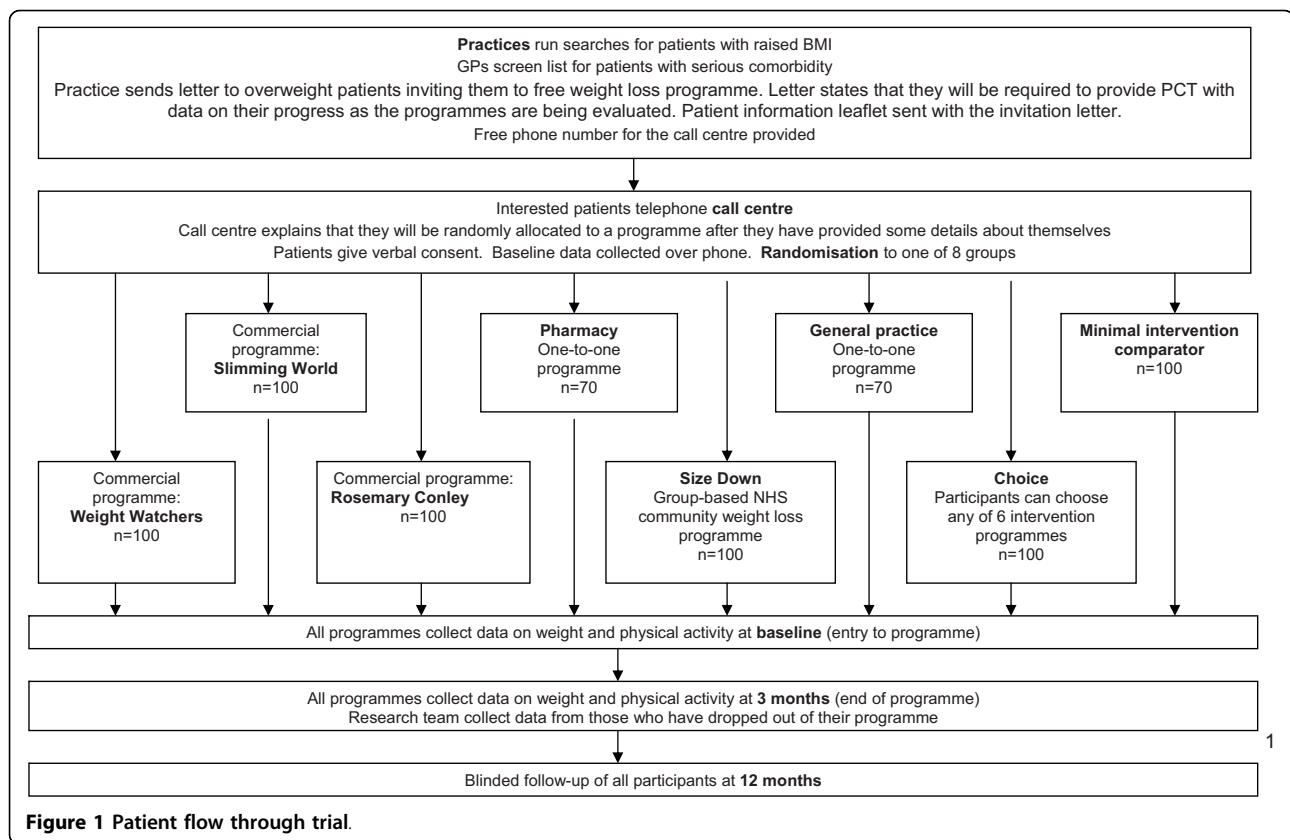 Practices run searches for patients with raised BMI
GPs screen list for patients with serious comorbidity
Practice sends letter to overweight patients inviting them to free weight loss programme. Letter states that they will be required to provide PCT with
data on their progress as the programmes are being evaluated. Patient information leaflet sent with the invitation letter.
Free phone number for the call centre provided
Interested patients telephone call centre
Call centre explains that they will be randomly allocated to a programme after they have provided some details about themselves
Patients give verbal consent. Baseline data collected over phone. Randomisation to one of 8 groups
Commercial
programme:
Slimming World
n=100
Pharmacy
One-to-one
programme
n=70
General practice
One-to-one
programme
n=70
Minimal intervention
comparator
n=100
Commercial
programme:
Weight Watchers
n=100
Commercial programme:
Rosemary Conley
n=100
Size Down
Group-based NHS
community weight loss
programme
n=100
Choice
Participants can choose
any of 6 intervention
programmes
n=100
All programmes collect data on weight and physical activity at baseline (entry to programme)
All programmes collect data on weight and physical activity at 3 months (end of programme)
Research team collect data from those who have dropped out of their programme
1
Blinded follow-up of all participants at 12 months
Figure 1 Patient flow through trial.